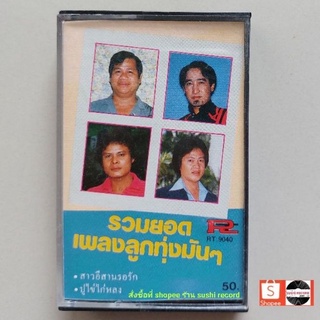 รวมยอด
เพลงลูกทุ่งมันๆ
R
RT 9040
• สาวอีสานรอรัก
• ปูไข่ไก่หลง
50
สั่งซื้อที่ shopee ร้าน sushi record
S
Shopee